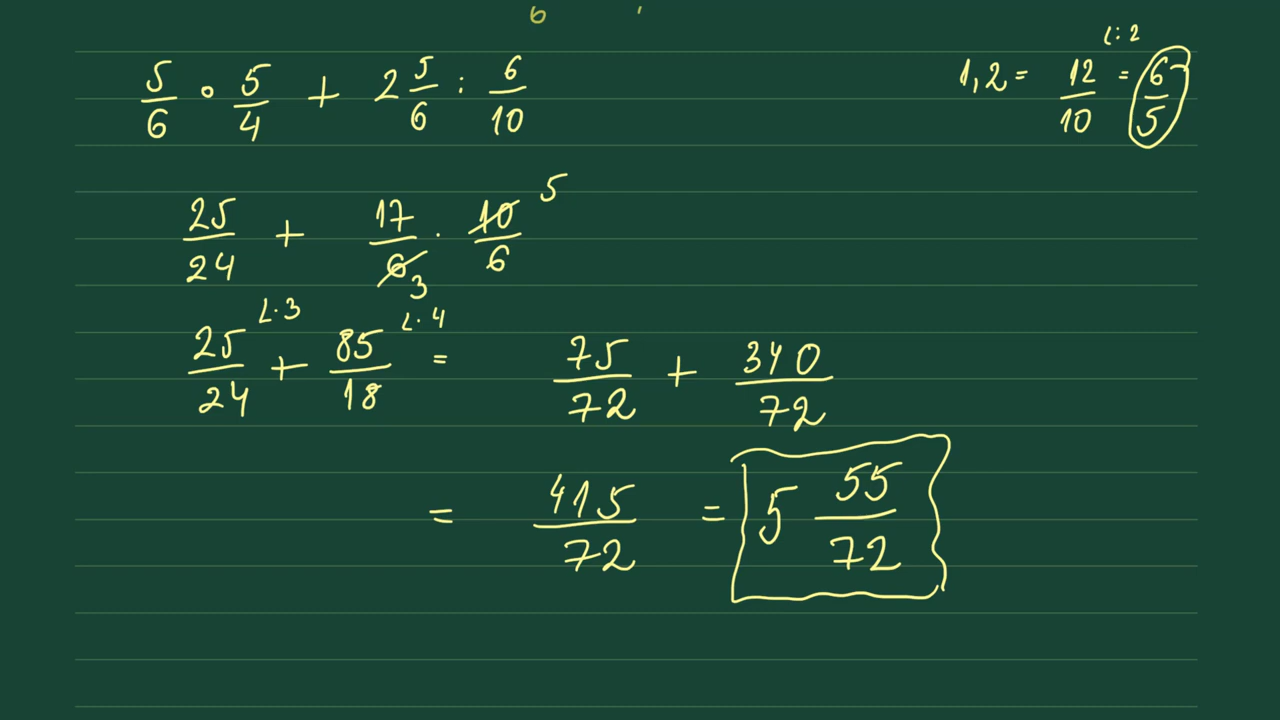 6
5/6 · 5/4 + 2 5/6 : 6/10
1,2 = 12/10 = 6/5
(: 2
25/24 + 17/6 · 10/6
5
3
25/24 + 85/18 = 75/72 + 340/72
(· 3
(· 4
= 415/72 = 5 55/72